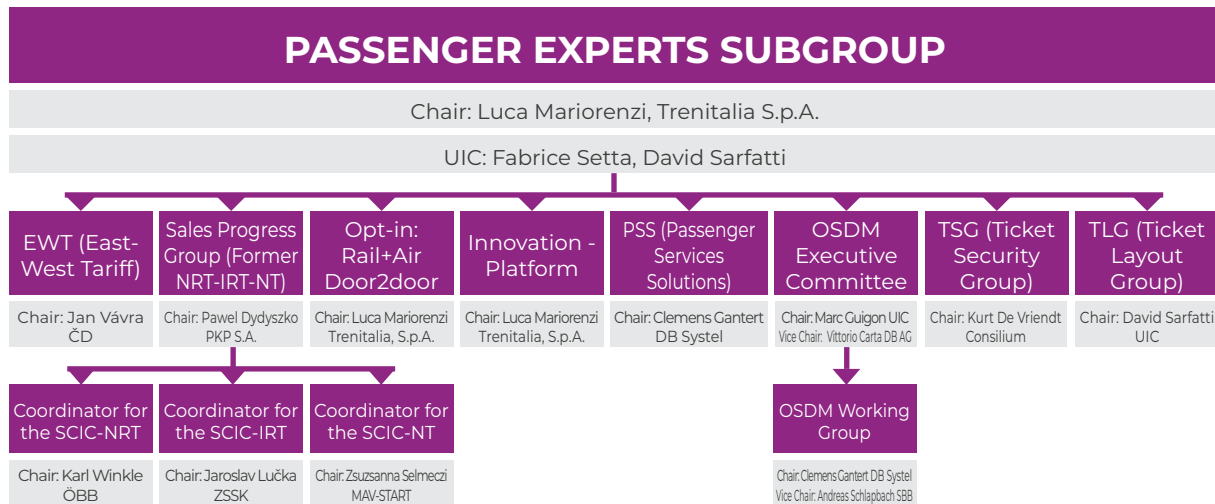 PASSENGER EXPERTS SUBGROUP
Chair: Luca Mariorenzi, Trenitalia S.p.A.
UIC: Fabrice Setta, David Sarfatti
EWT (East-
West Tariff)
Chair: Jan Vávra
ČD
Sales Progress
Group (Former
NRT-IRT-NT)
Chair: Pawel Dydyszko
PKP S.A.
Opt-in:
Rail+Air
Door2door
Chair: Luca Mariorenzi
Trenitalia, S.p.A.
Innovation -
Platform
Chair: Luca Mariorenzi
Trenitalia, S.p.A.
PSS (Passenger
Services
Solutions)
Chair: Clemens Gantert
DB Systel
OSDM
Executive
Committee
Chair: Marc Guigon UIC
Vice Chair: Vittorio Carta DB AG
TSG (Ticket
Security
Group)
Chair: Kurt De Vriendt
Consilium
TLG (Ticket
Layout
Group)
Chair: David Sarfatti
UIC
Coordinator for
the SCIC-NRT
Chair: Karl Winkle
ÖBB
Coordinator for
the SCIC-IRT
Chair: Jaroslav Lučka
ZSSK
Coordinator for
the SCIC-NT
Chair: Zsuzsanna Selmeczi
MAV-START
OSDM Working
Group
Chair: Clemens Gantert DB Systel
Vice Chair: Andreas Schlapbach SBB